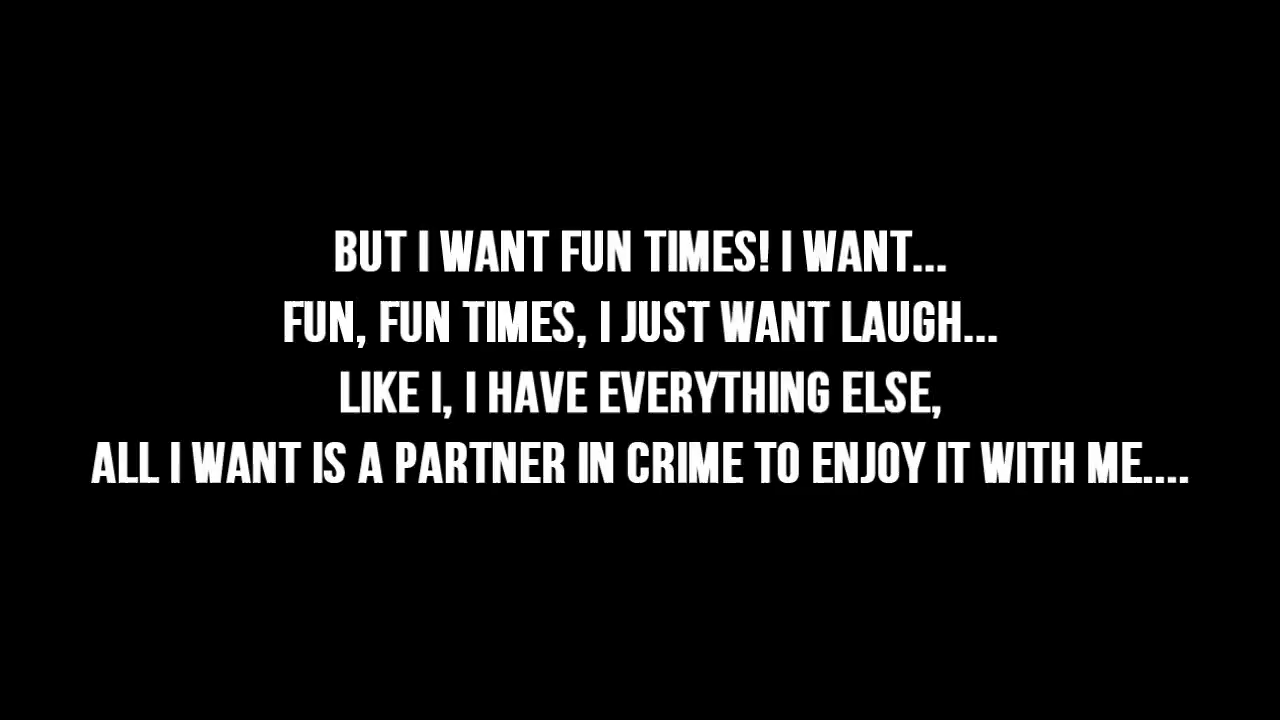 BUT I WANT FUN TIMES! I WANT...
FUN, FUN TIMES, I JUST WANT LAUGH...
LIKE I, I HAVE EVERYTHING ELSE,
ALL I WANT IS A PARTNER IN CRIME TO ENJOY IT WITH ME....